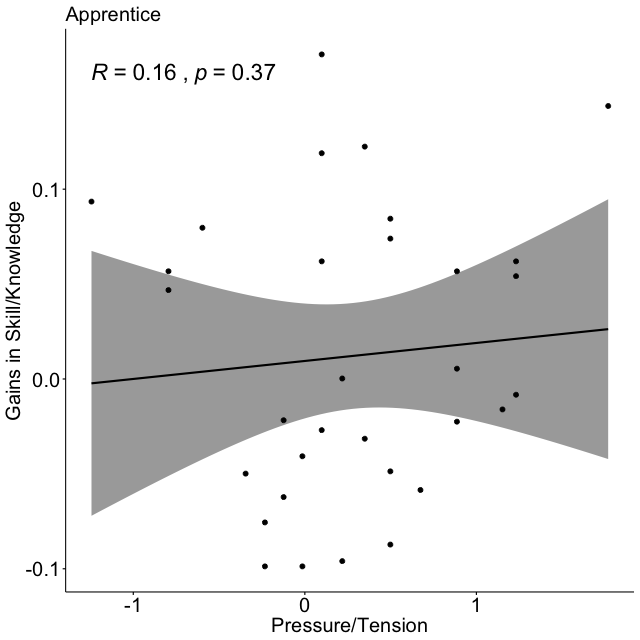 Apprentice
R = 0.16 , p = 0.37
Gains in Skill/Knowledge
0.1
0.0
-0.1
-1
0
1
Pressure/Tension